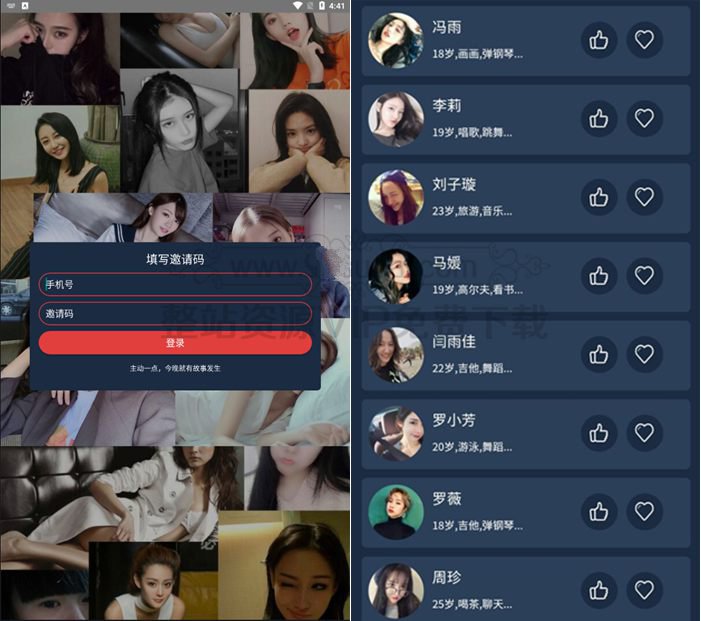 4:41
填写邀请码
手机号
邀请码
登录
主动一点，今晚就有故事发生
冯雨
18岁,画画,弹钢琴...
李莉
19岁,唱歌,跳舞...
刘子璇
23岁,旅游,音乐...
马媛
19岁,高尔夫,看书...
闫雨佳
22岁,吉他,舞蹈...
罗小芳
20岁,游泳,舞蹈...
罗薇
18岁,吉他,弹钢琴...
周珍
25岁,喝茶,聊天...
整站资源VIP免费下载